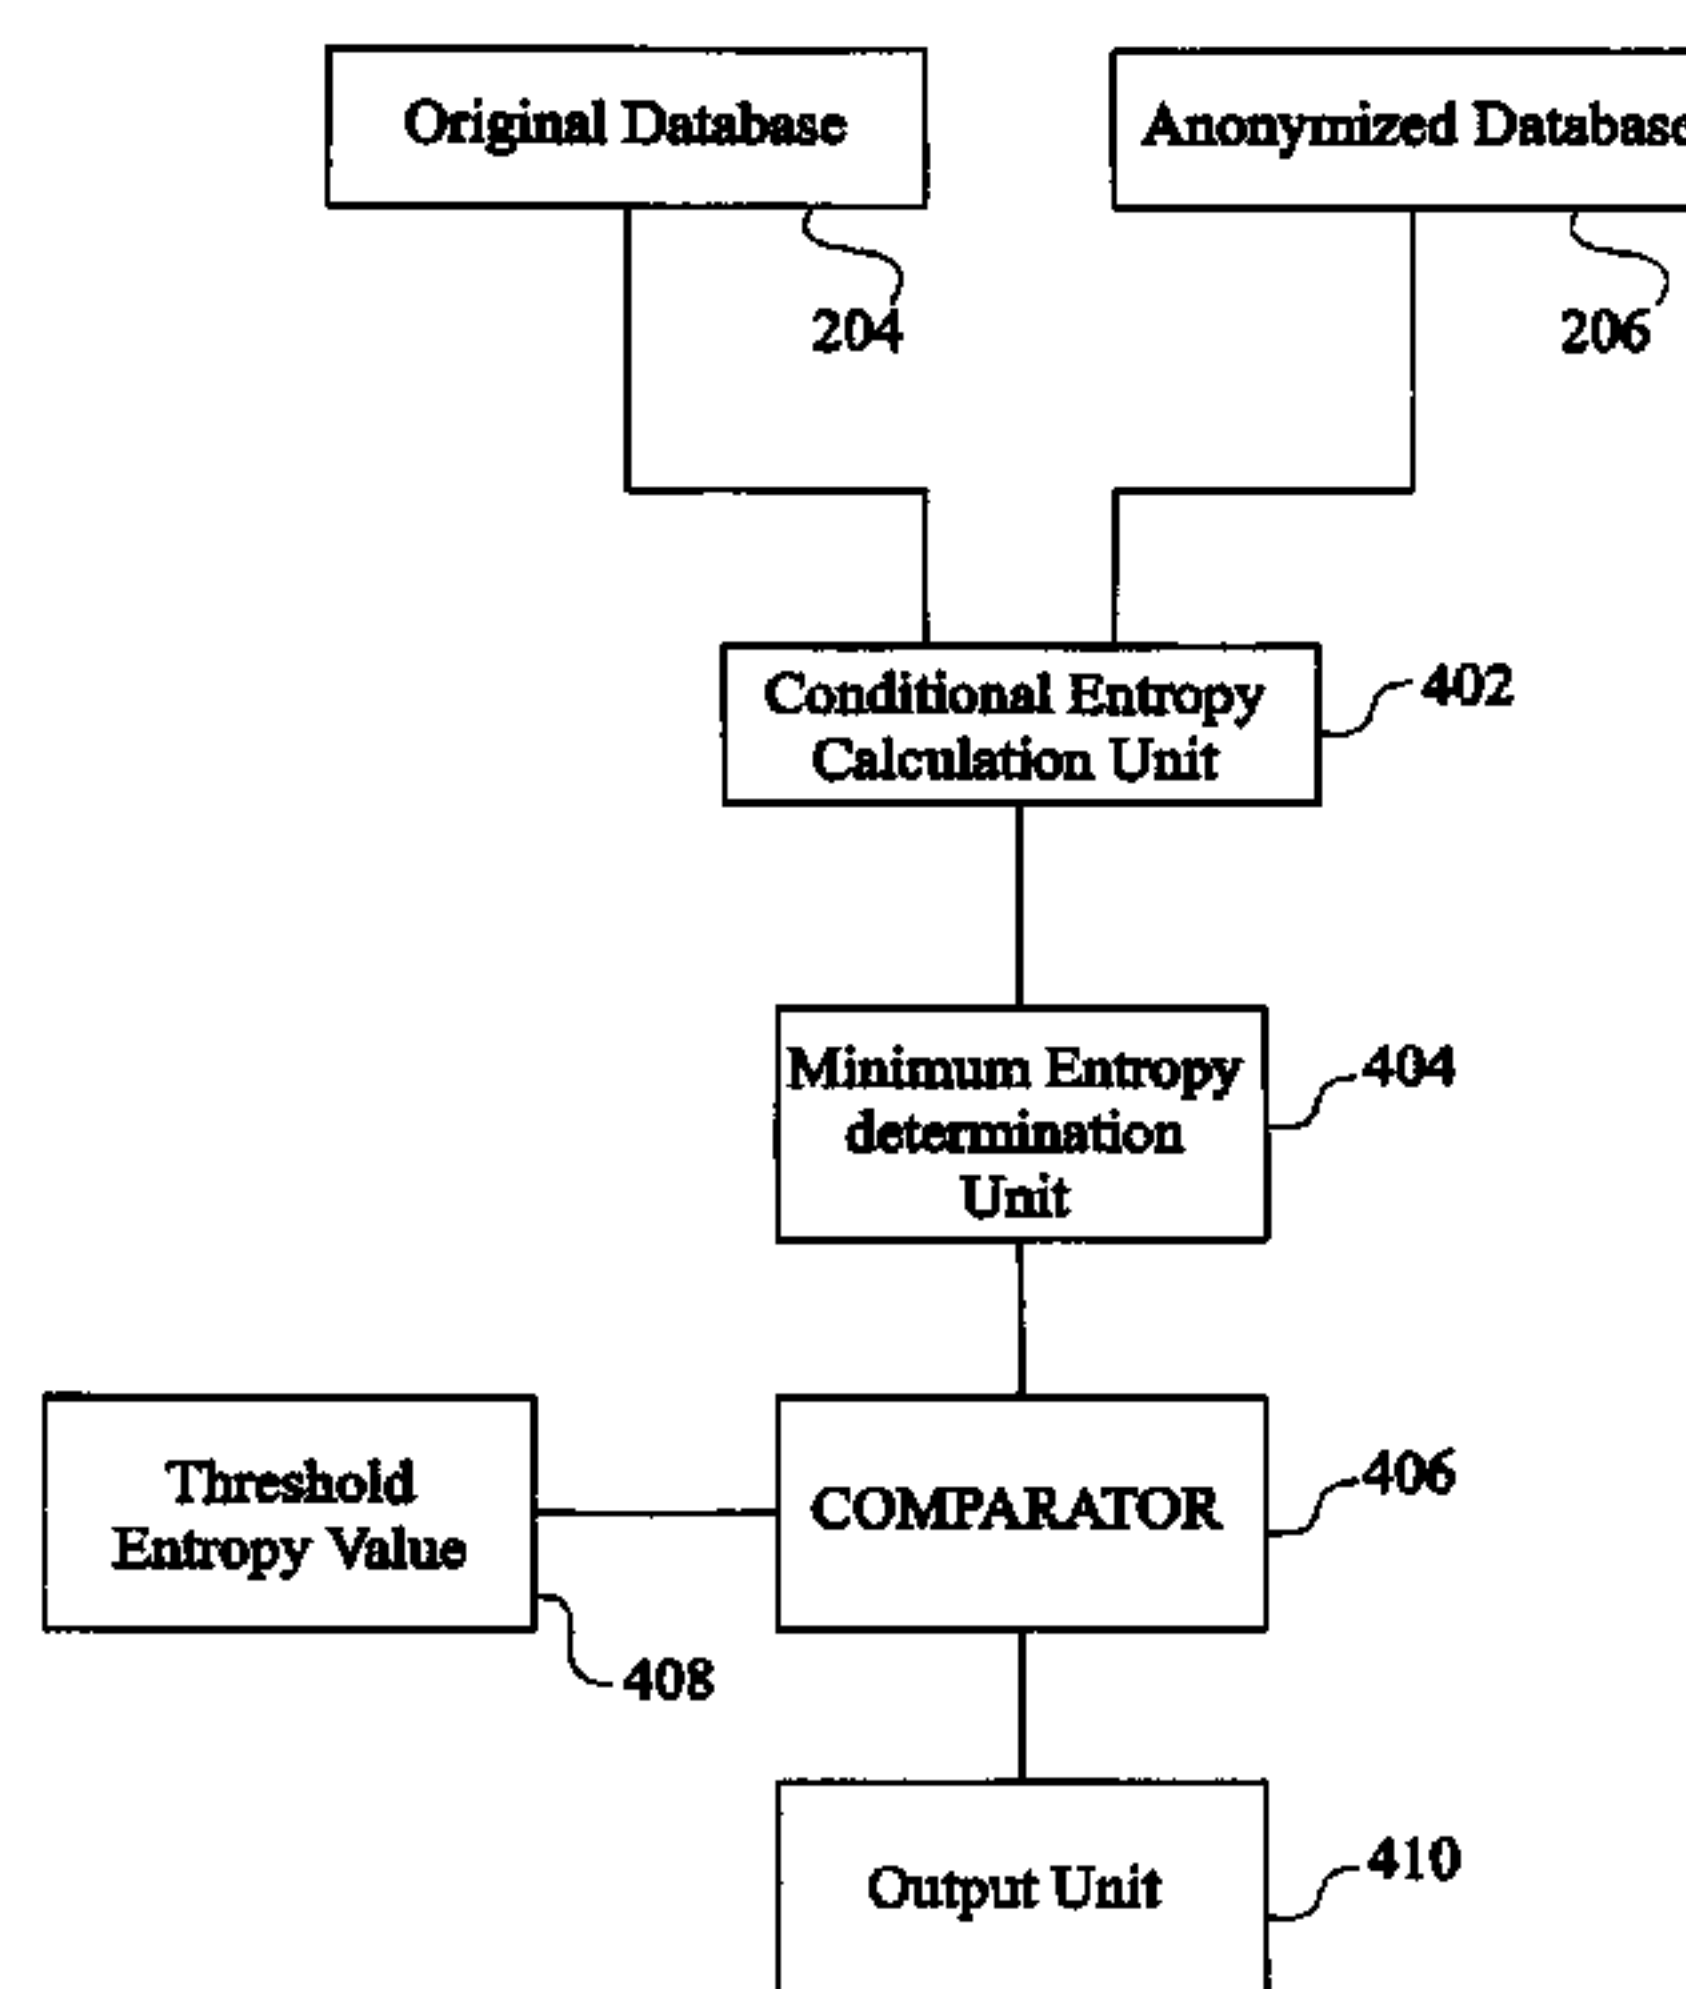 Original Database
Anonymized Database
204
206
Conditional Entropy
Calculation Unit
402
Minimum Entropy
determination
Unit
404
Threshold
Entropy Value
COMPARATOR
406
408
Output Unit
410